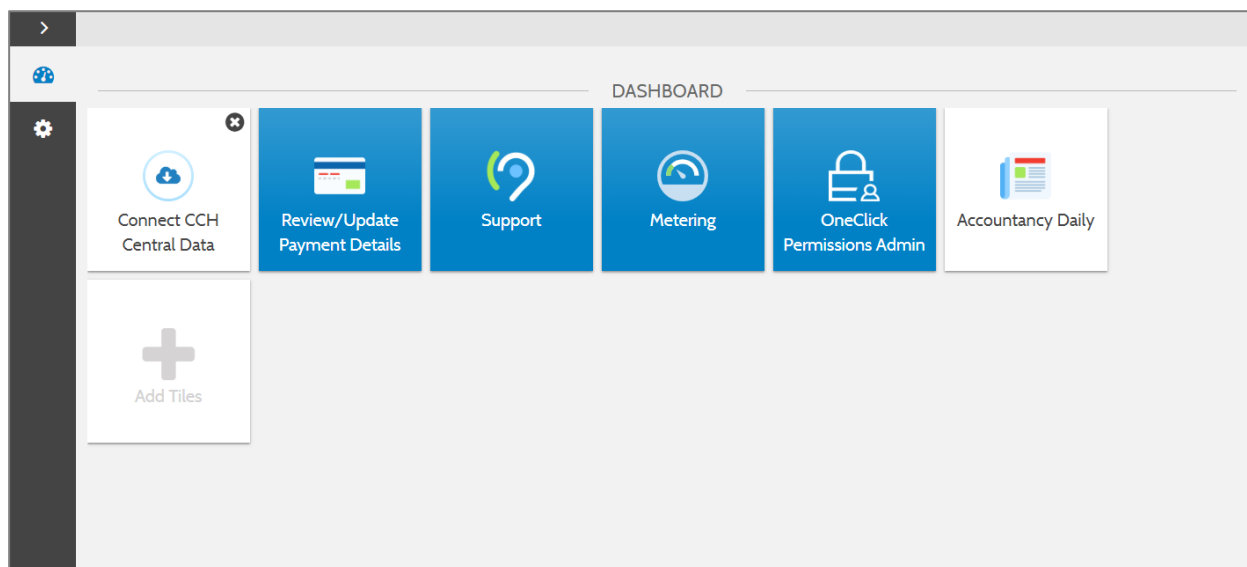 DASHBOARD
Connect CCH
Central Data
Review/Update
Payment Details
Support
Metering
OneClick
Permissions Admin
Accountancy Daily
Add Tiles